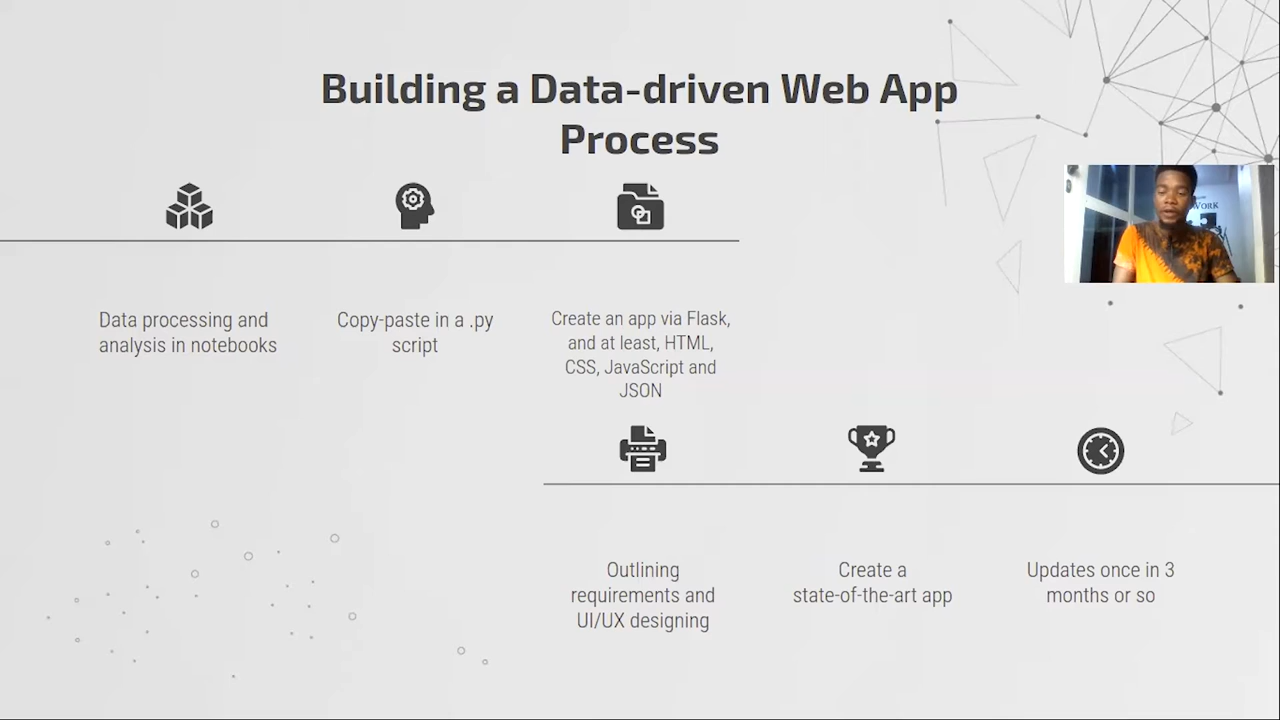 Building a Data-driven Web App
Process
WORK
Data processing and
analysis in notebooks
Copy-paste in a .py
script
Create an app via Flask,
and at least, HTML,
CSS, JavaScript and
JSON
Outlining
requirements and
UI/UX designing
Create a
state-of-the-art app
Updates once in 3
months or so